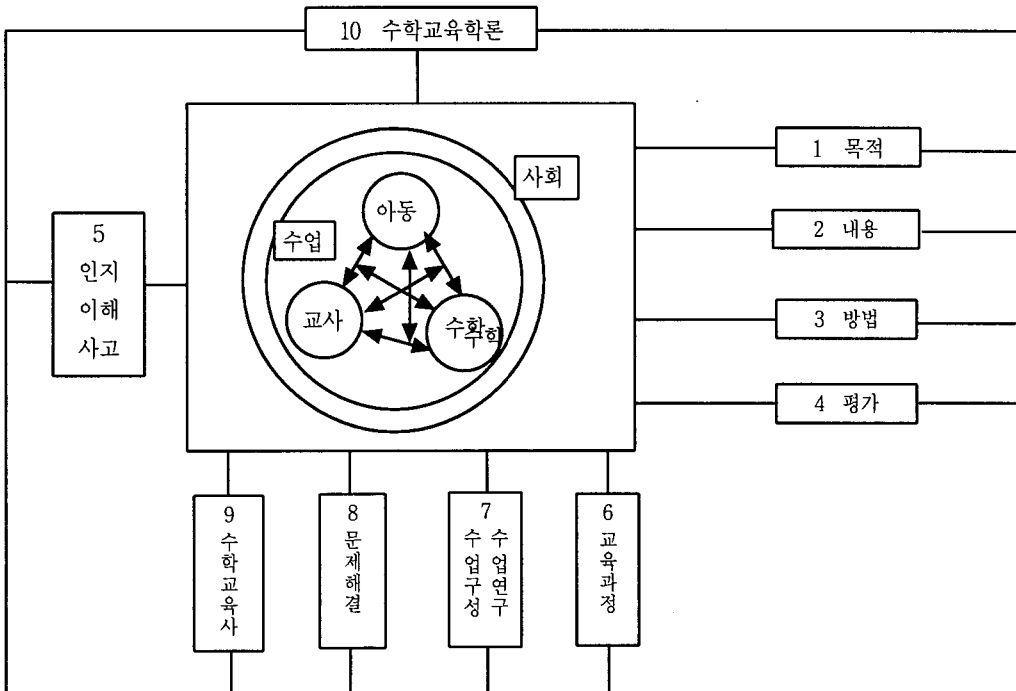 10 수학교육학론
1 목적
사회
아동
5
인지
이해
사고
수업
2 내용
교사
수학
수학
3 방법
4 평가
9
수학교육사
8
문제해결
7
수업연구
수업구성
6
교육과정